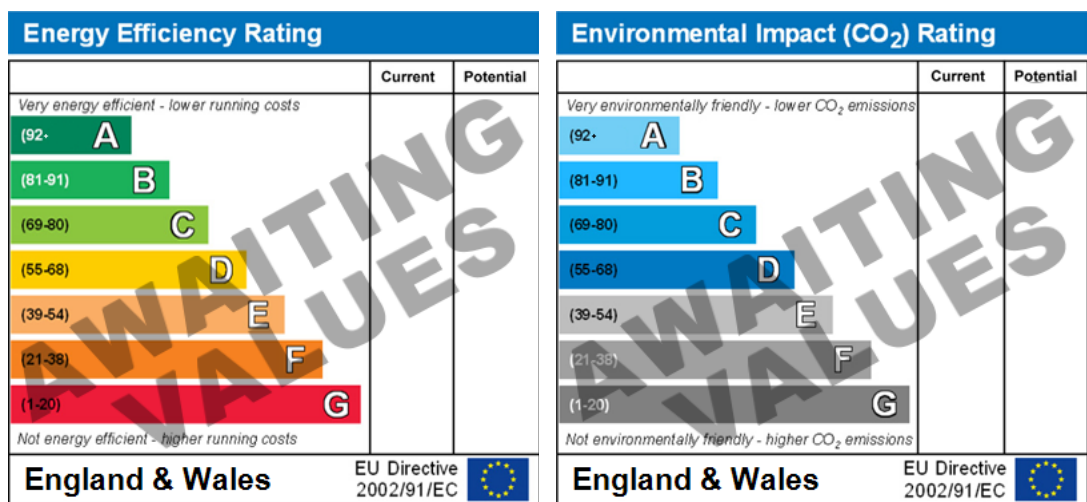 Energy Efficiency Rating
Current Potential
Very energy efficient - lower running costs
(92+ A
(81-91) B
(69-80) C
(55-68) D
(39-54) E
(21-38) F
(1-20) G
Not energy efficient - higher running costs
AWAITING
VALUES
England & Wales
EU Directive
2002/91/EC
Environmental Impact (CO₂) Rating
Current Potential
Very environmentally friendly - lower CO₂ emissions
(92+ A
(81-91) B
(69-80) C
(55-68) D
(39-54) E
(21-38) F
(1-20) G
Not environmentally friendly - higher CO₂ emissions
AWAITING
VALUES
England & Wales
EU Directive
2002/91/EC